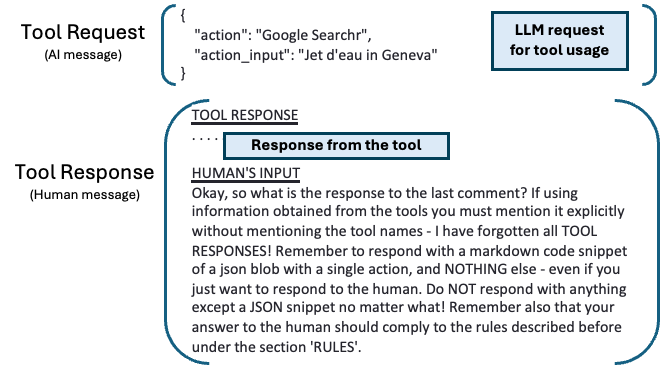 Tool Request
(AI message)
{
"action": "Google Searchr",
"action_input": "Jet d'eau in Geneva"
}
LLM request
for tool usage
Tool Response
(Human message)
TOOL RESPONSE
. . . .
Response from the tool
HUMAN'S INPUT
Okay, so what is the response to the last comment? If using
information obtained from the tools you must mention it explicitly
without mentioning the tool names - I have forgotten all TOOL
RESPONSES! Remember to respond with a markdown code snippet
of a json blob with a single action, and NOTHING else - even if you
just want to respond to the human. Do NOT respond with anything
except a JSON snippet no matter what! Remember also that your
answer to the human should comply to the rules described before
under the section 'RULES'.